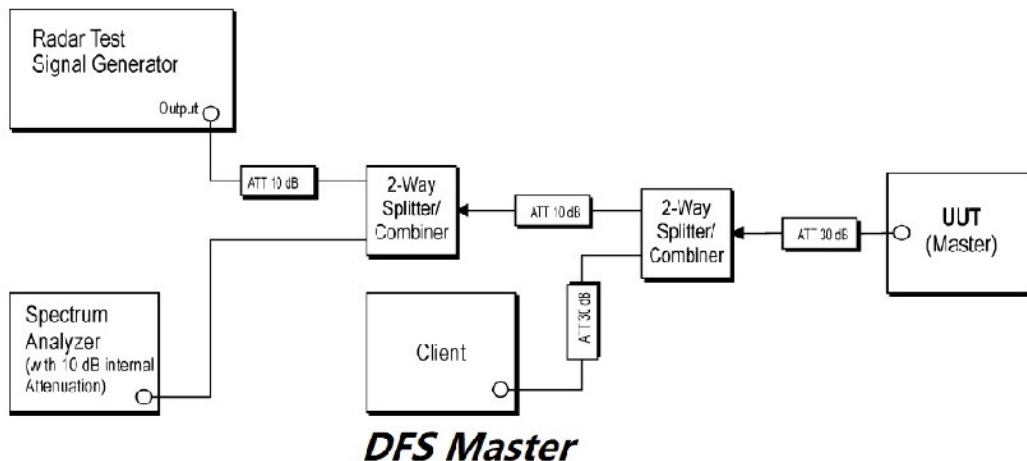 Radar Test
Signal Generator
Output
ATT 10 dB
2-Way
Splitter/
Combiner
ATT 10 dB
2-Way
Splitter/
Combiner
ATT 30 dB
UUT
(Master)
Spectrum
Analyzer
(with 10 dB internal
Attenuation)
Client
ATT 30 dB
DFS Master